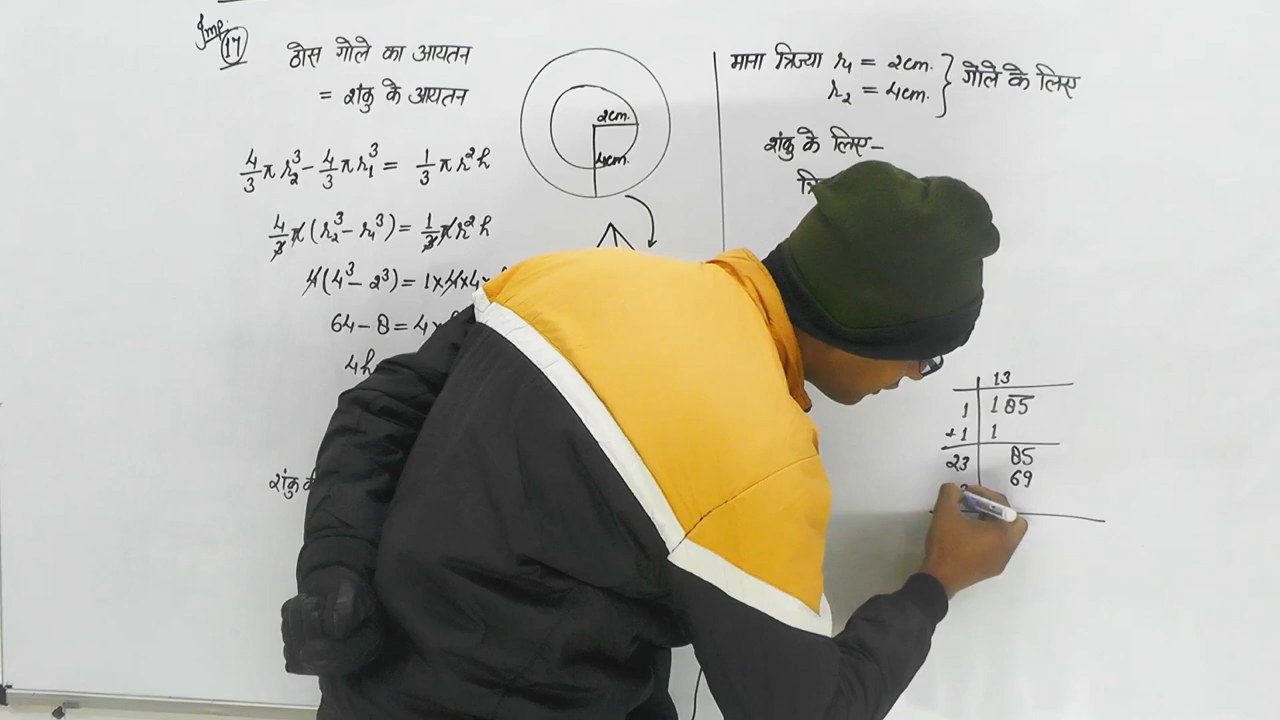 Imp.
17
ठोस गोले का आयतन
= शंकु के आयतन
4/3 π r₂³ - 4/3 π r₁³ = 1/3 π r² h
4/3 π (r₂³ - r₁³) = 1/3 π r² h
4(4³ - 2³) = 1×4×4×
64 - 8 = 4×
4h
2cm.
4cm.
माना त्रिज्या r₁ = 2cm.
r₂ = 4cm.
गोले के लिए
शंकु के लिए-
13
1 1 85
+1 1
23 85
69